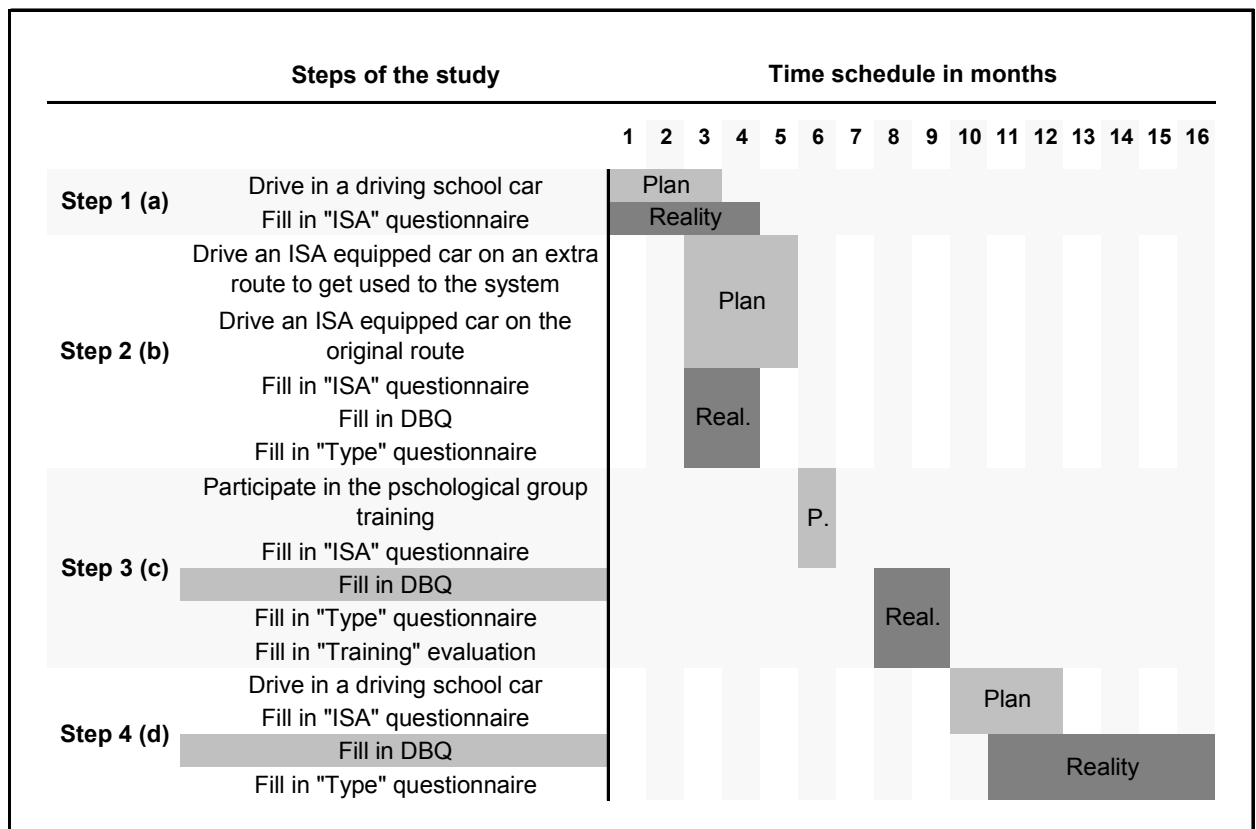 Steps of the study Time schedule in months
1 2 3 4 5 6 7 8 9 10 11 12 13 14 15 16
Step 1 (a)
Drive in a driving school car
Fill in "ISA" questionnaire
Plan
Reality
Step 2 (b)
Drive an ISA equipped car on an extra
route to get used to the system
Drive an ISA equipped car on the
original route
Fill in "ISA" questionnaire
Fill in DBQ
Fill in "Type" questionnaire
Plan
Real.
Step 3 (c)
Participate in the pschological group
training
Fill in "ISA" questionnaire
Fill in DBQ
Fill in "Type" questionnaire
Fill in "Training" evaluation
P.
Real.
Step 4 (d)
Drive in a driving school car
Fill in "ISA" questionnaire
Fill in DBQ
Fill in "Type" questionnaire
Plan
Reality